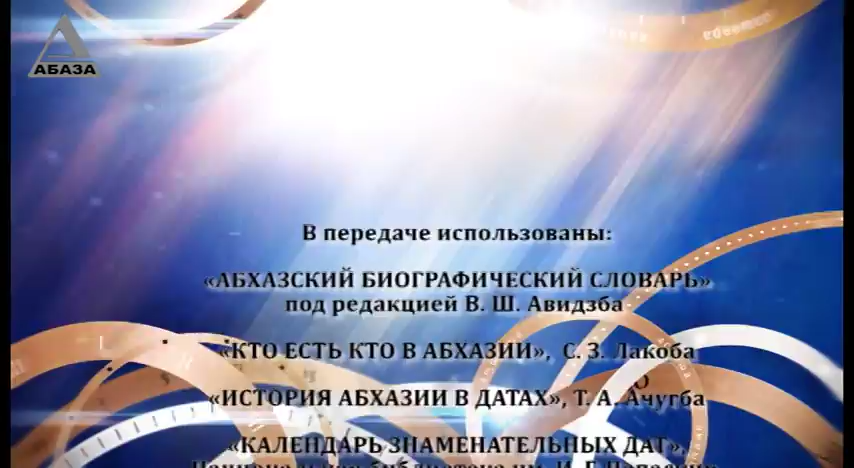 АБАЗА
В передаче использованы:
«АБХАЗСКИЙ БИОГРАФИЧЕСКИЙ СЛОВАРЬ»
под редакцией В. Ш. Авидзба
«КТО ЕСТЬ КТО В АБХАЗИИ», С. З. Лакоба
«ИСТОРИЯ АБХАЗИИ В ДАТАХ», Т. А. Ачугба
«КАЛЕНДАРЬ ЗНАМЕНАТЕЛЬНЫХ ДАТ»,